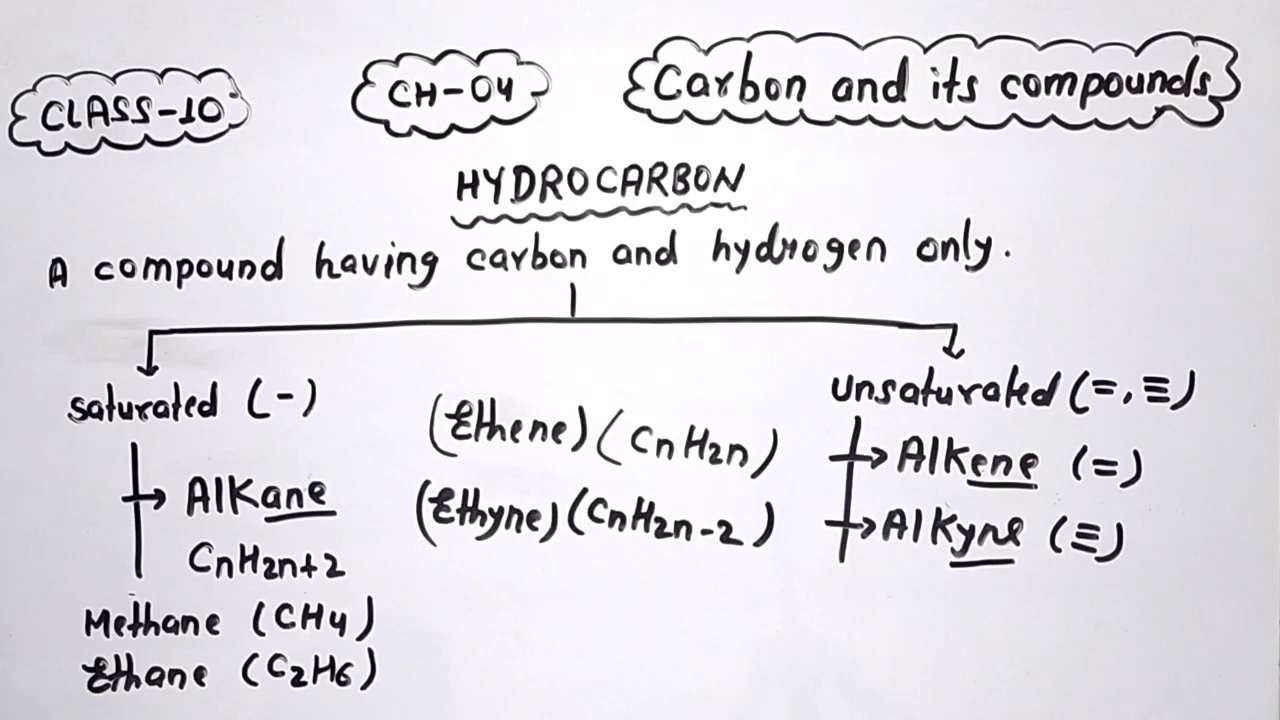 CLASS-10
CH-04
Carbon and its compounds
HYDROCARBON
A compound having carbon and hydrogen only.
saturated (-)
Alkane
CnH2n+2
Methane (CH4)
Ethane (C2H6)
(Ethene) (CnH2n)
(Ethyne) (CnH2n-2)
Unsaturated (=, ≡)
Alkene (=)
Alkyne (≡)